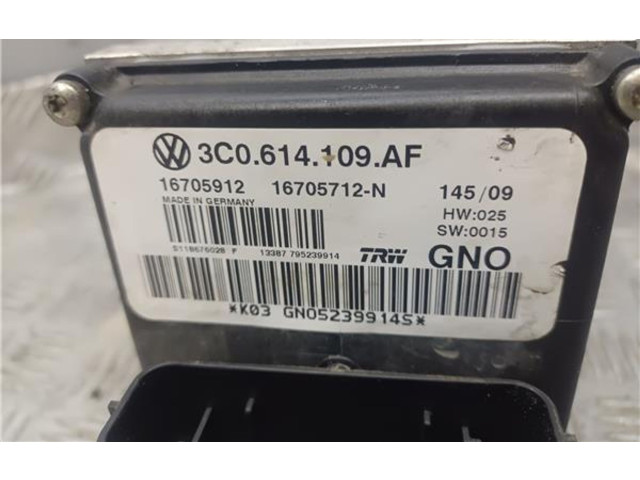 3C0.614.109.AF
16705912 16705712-N 145/09
MADE IN GERMANY HW:025
SW:0015
S118676028 F 13387 795239914 TRW GNO
*K03 GNO5239914S*